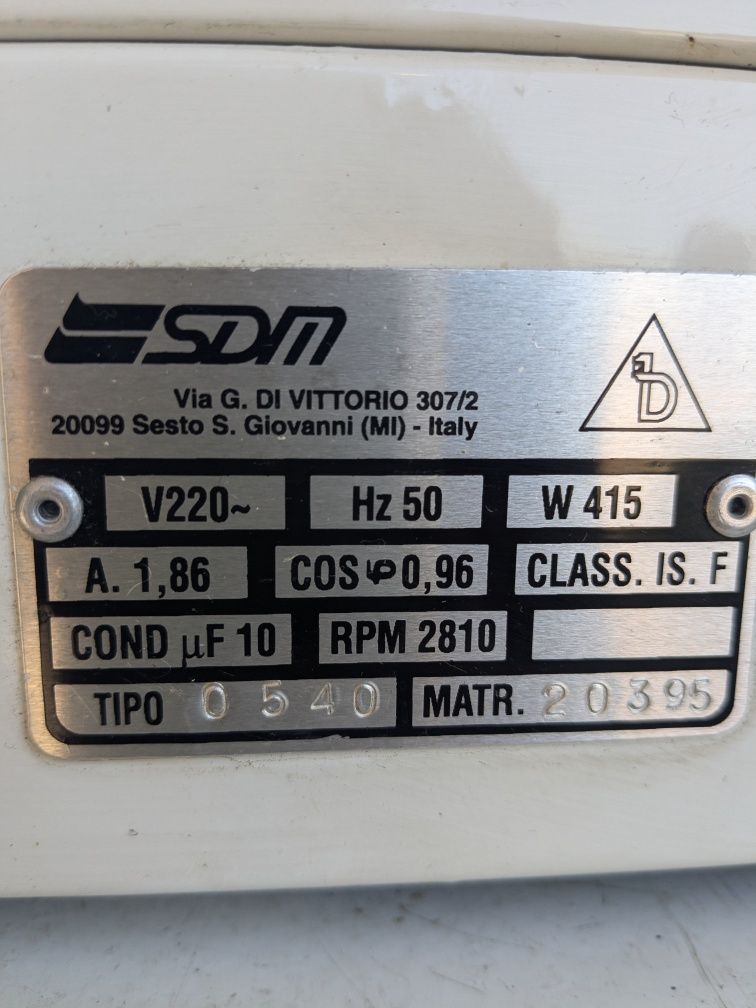 SDM
Via G. DI VITTORIO 307/2
20099 Sesto S. Giovanni (MI) - Italy
1D
V220~ Hz 50 W 415
A. 1,86 COS φ 0,96 CLASS. IS. F
COND µF 10 RPM 2810
TIPO 0540 MATR. 20395